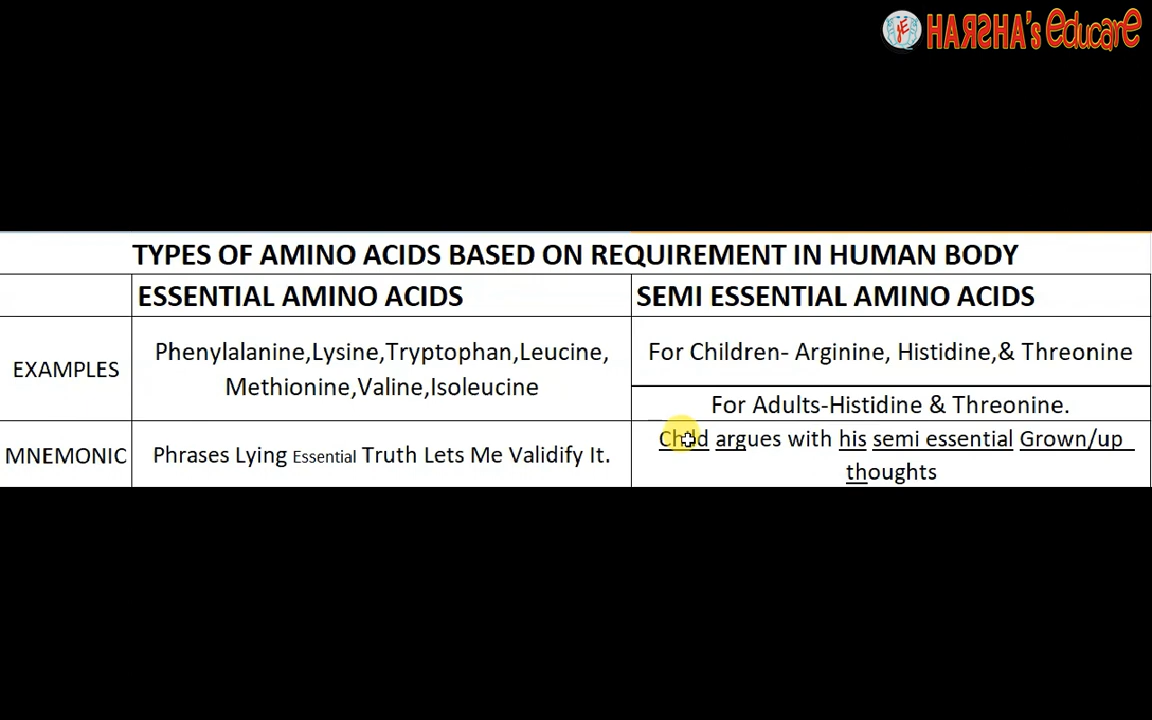 HARSHA's educare
TYPES OF AMINO ACIDS BASED ON REQUIREMENT IN HUMAN BODY
ESSENTIAL AMINO ACIDS
SEMI ESSENTIAL AMINO ACIDS
EXAMPLES
Phenylalanine,Lysine,Tryptophan,Leucine,
Methionine,Valine,Isoleucine
For Children- Arginine, Histidine,& Threonine
For Adults-Histidine & Threonine.
MNEMONIC
Phrases Lying Essential Truth Lets Me Validify It.
Child argues with his semi essential Grown/up
thoughts